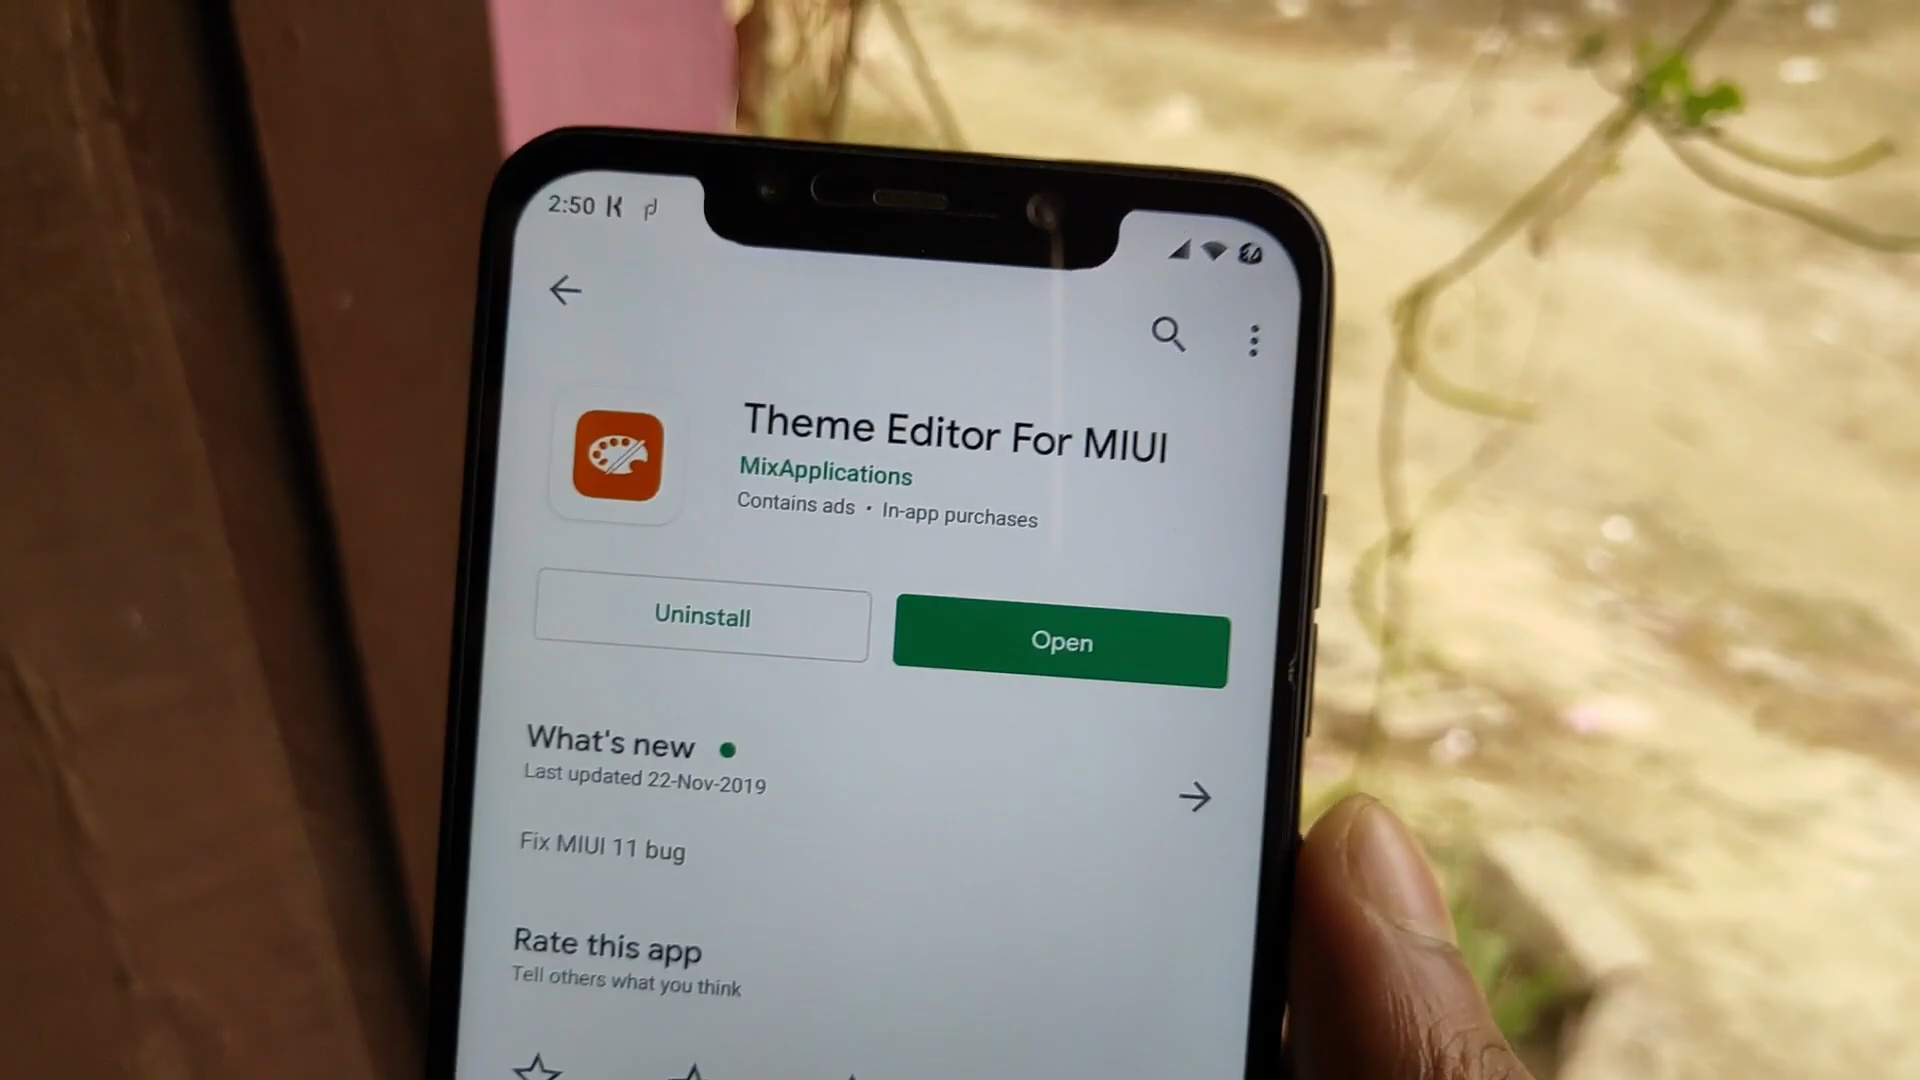 2:50
Theme Editor For MIUI
MixApplications
Contains ads • In-app purchases
Uninstall
Open
What's new
Last updated 22-Nov-2019
Fix MIUI 11 bug
Rate this app
Tell others what you think